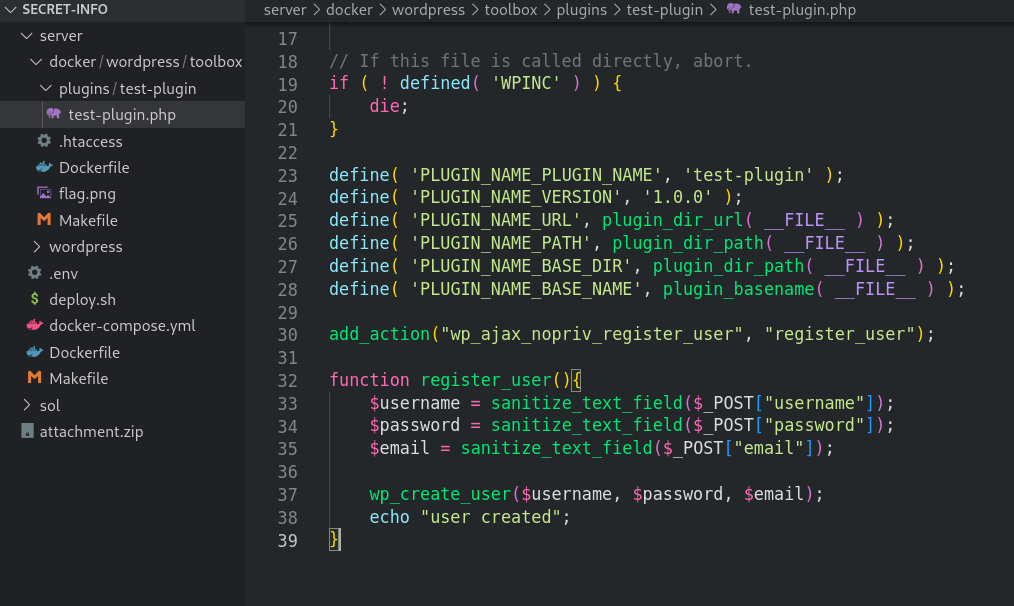 SECRET-INFO
server
docker/wordpress/toolbox
plugins/test-plugin
test-plugin.php
.htaccess
Dockerfile
flag.png
M Makefile
wordpress
.env
$ deploy.sh
docker-compose.yml
Dockerfile
M Makefile
sol
attachment.zip
server > docker > wordpress > toolbox > plugins > test-plugin > test-plugin.php
17
18 // If this file is called directly, abort.
19 if ( ! defined( 'WPINC' ) ) {
20     die;
21 }
22
23 define( 'PLUGIN_NAME_PLUGIN_NAME', 'test-plugin' );
24 define( 'PLUGIN_NAME_VERSION', '1.0.0' );
25 define( 'PLUGIN_NAME_URL', plugin_dir_url( __FILE__ ) );
26 define( 'PLUGIN_NAME_PATH', plugin_dir_path( __FILE__ ) );
27 define( 'PLUGIN_NAME_BASE_DIR', plugin_dir_path( __FILE__ ) );
28 define( 'PLUGIN_NAME_BASE_NAME', plugin_basename( __FILE__ ) );
29
30 add_action("wp_ajax_nopriv_register_user", "register_user");
31
32 function register_user(){
33     $username = sanitize_text_field($_POST["username"]);
34     $password = sanitize_text_field($_POST["password"]);
35     $email = sanitize_text_field($_POST["email"]);
36
37     wp_create_user($username, $password, $email);
38     echo "user created";
39 }